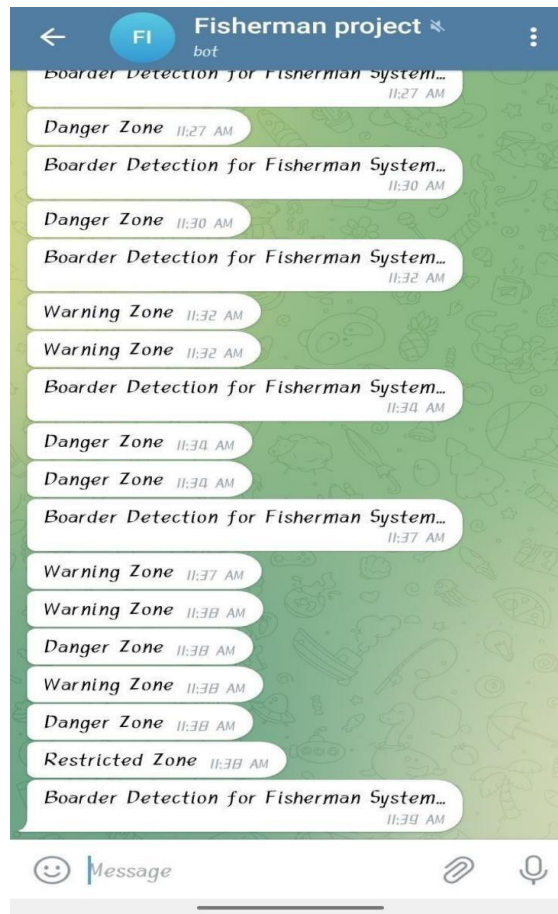 FI
Fisherman project
bot
Boarder Detection for Fisherman System...
11:27 AM
Danger Zone 11:27 AM
Boarder Detection for Fisherman System...
11:30 AM
Danger Zone 11:30 AM
Boarder Detection for Fisherman System...
11:32 AM
Warning Zone 11:32 AM
Warning Zone 11:32 AM
Boarder Detection for Fisherman System...
11:34 AM
Danger Zone 11:34 AM
Danger Zone 11:34 AM
Boarder Detection for Fisherman System...
11:37 AM
Warning Zone 11:37 AM
Warning Zone 11:38 AM
Danger Zone 11:38 AM
Warning Zone 11:38 AM
Danger Zone 11:38 AM
Restricted Zone 11:38 AM
Boarder Detection for Fisherman System...
11:39 AM
Message